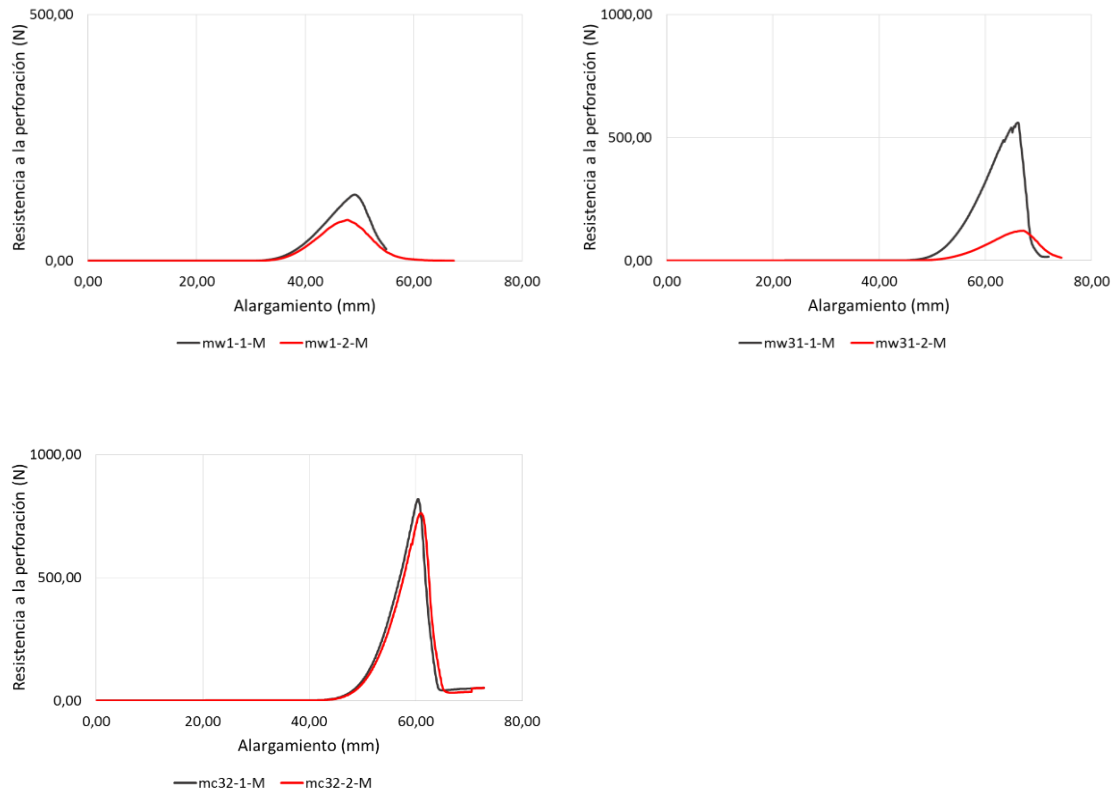 500,00
0,00
Resistencia a la perforación (N)
0,00 20,00 40,00 60,00 80,00
Alargamiento (mm)
mw1-1-M mw1-2-M
1000,00
500,00
0,00
Resistencia a la perforación (N)
0,00 20,00 40,00 60,00 80,00
Alargamiento (mm)
mw31-1-M mw31-2-M
1000,00
500,00
0,00
Resistencia a la perforación (N)
0,00 20,00 40,00 60,00 80,00
Alargamiento (mm)
mc32-1-M mc32-2-M